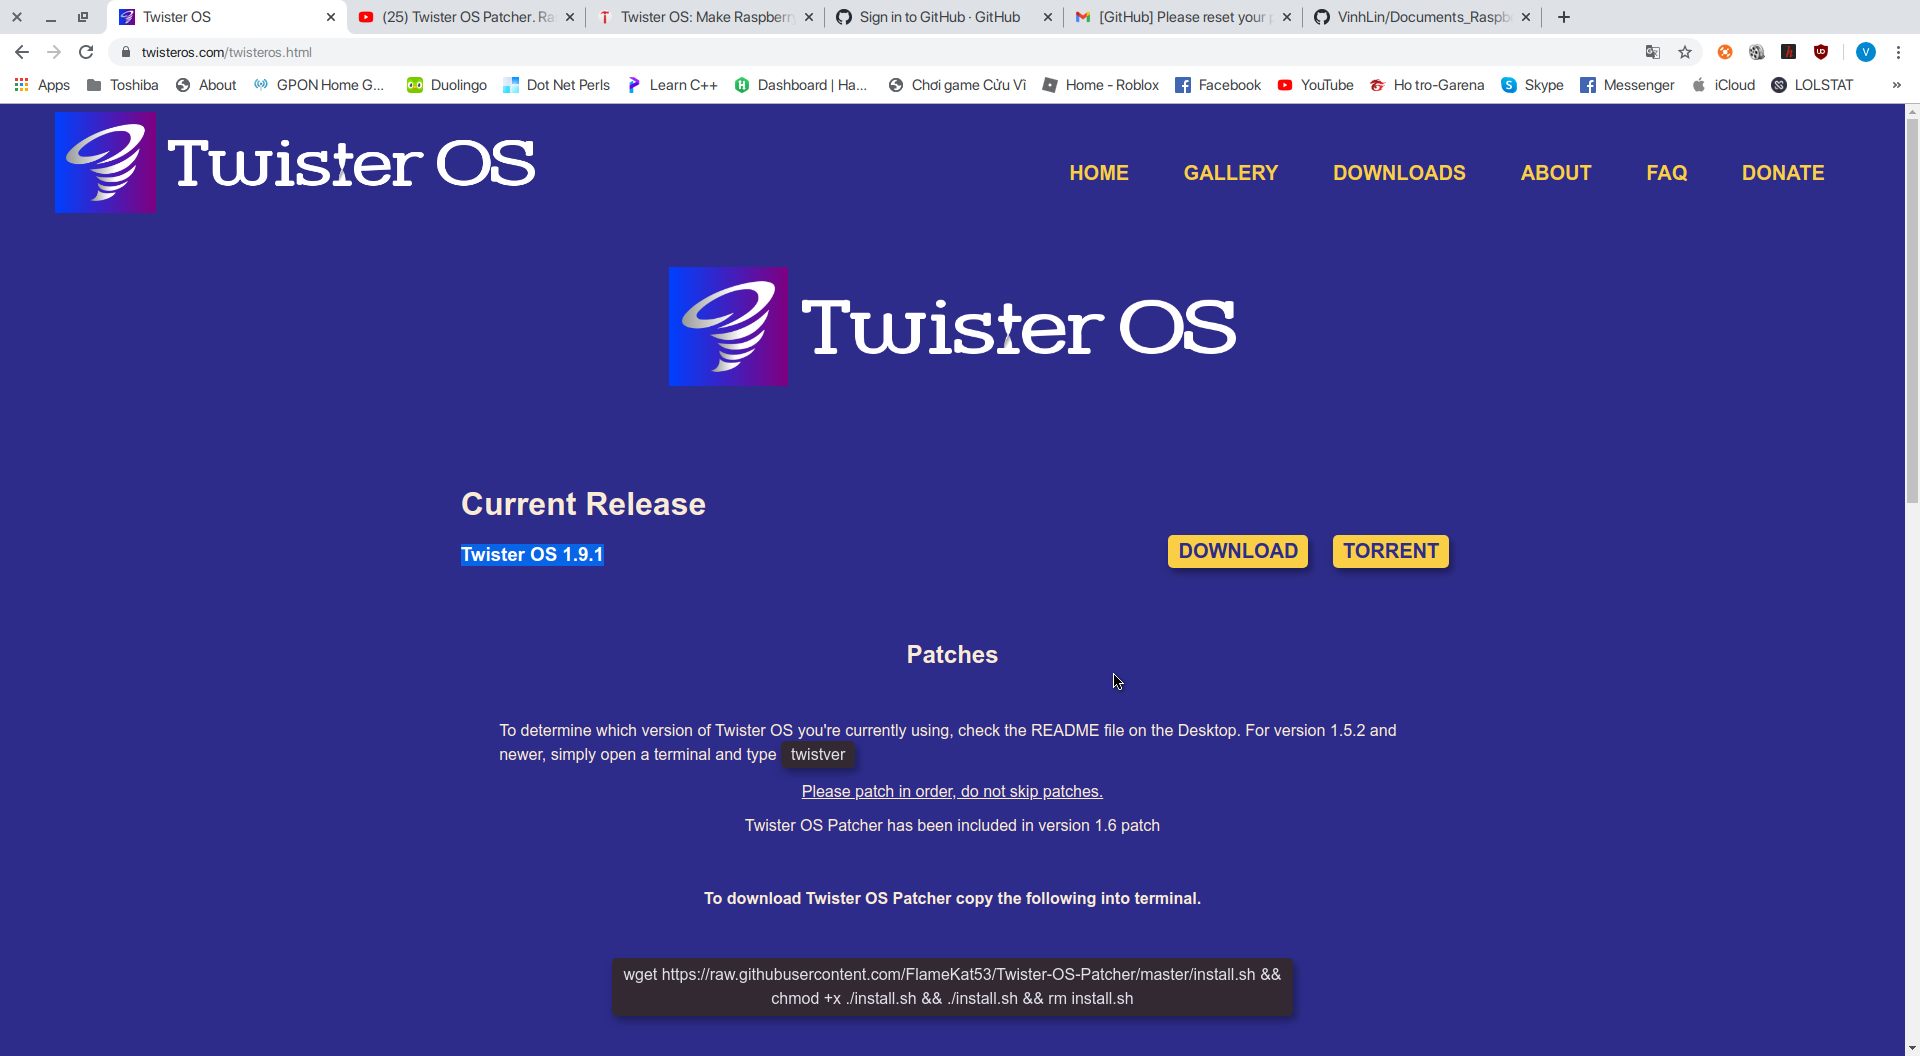 Twister OS
(25) Twister OS Patcher. Ra
Twister OS: Make Raspberry
Sign in to GitHub · GitHub
[GitHub] Please reset your p
VinhLin/Documents_Raspb
twisteros.com/twisteros.html
V
Apps
Toshiba
About
GPON Home G...
Duolingo
Dot Net Perls
Learn C++
Dashboard | Ha...
Chơi game Cửu Vĩ
Home - Roblox
Facebook
YouTube
Ho tro-Garena
Skype
Messenger
iCloud
LOLSTAT
»
Twister OS
HOME
GALLERY
DOWNLOADS
ABOUT
FAQ
DONATE
Twister OS
Current Release
Twister OS 1.9.1
DOWNLOAD
TORRENT
Patches
To determine which version of Twister OS you're currently using, check the README file on the Desktop. For version 1.5.2 and
newer, simply open a terminal and type twistver
Please patch in order, do not skip patches.
Twister OS Patcher has been included in version 1.6 patch
To download Twister OS Patcher copy the following into terminal.
wget https://raw.githubusercontent.com/FlameKat53/Twister-OS-Patcher/master/install.sh &&
chmod +x ./install.sh && ./install.sh && rm install.sh